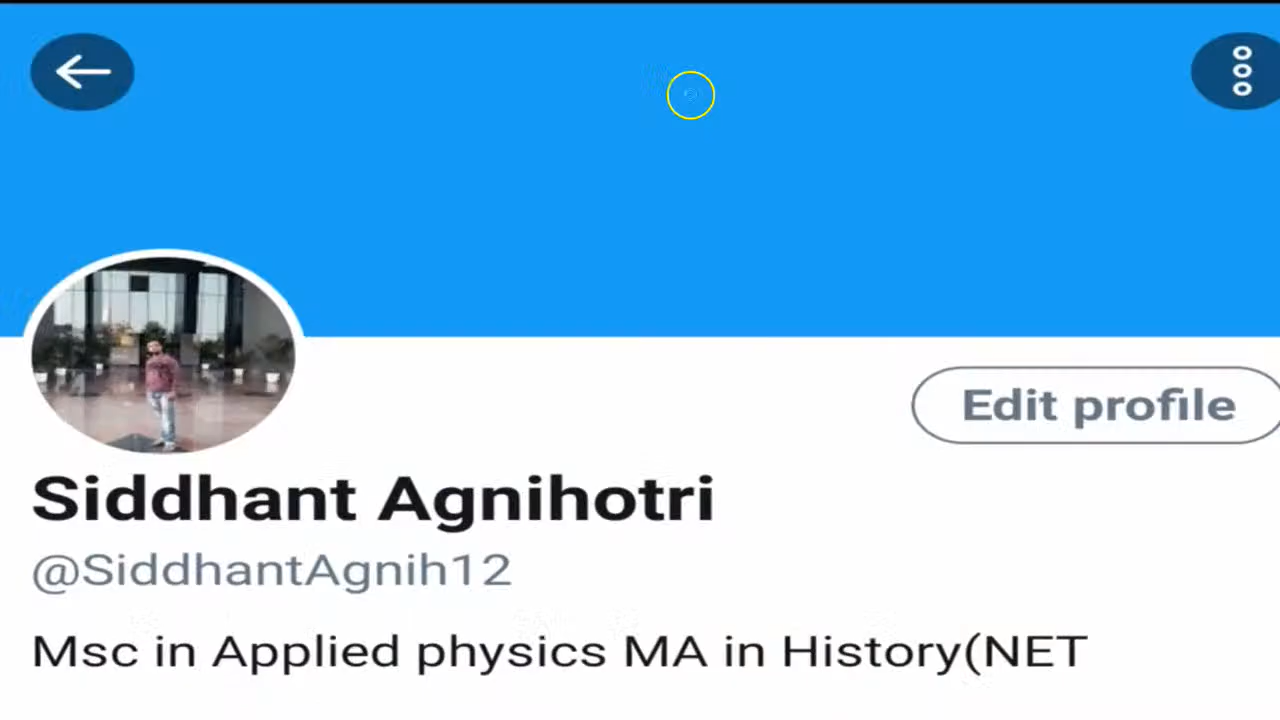 Edit profile
Siddhant Agnihotri
@SiddhantAgnih12
Msc in Applied physics MA in History(NET